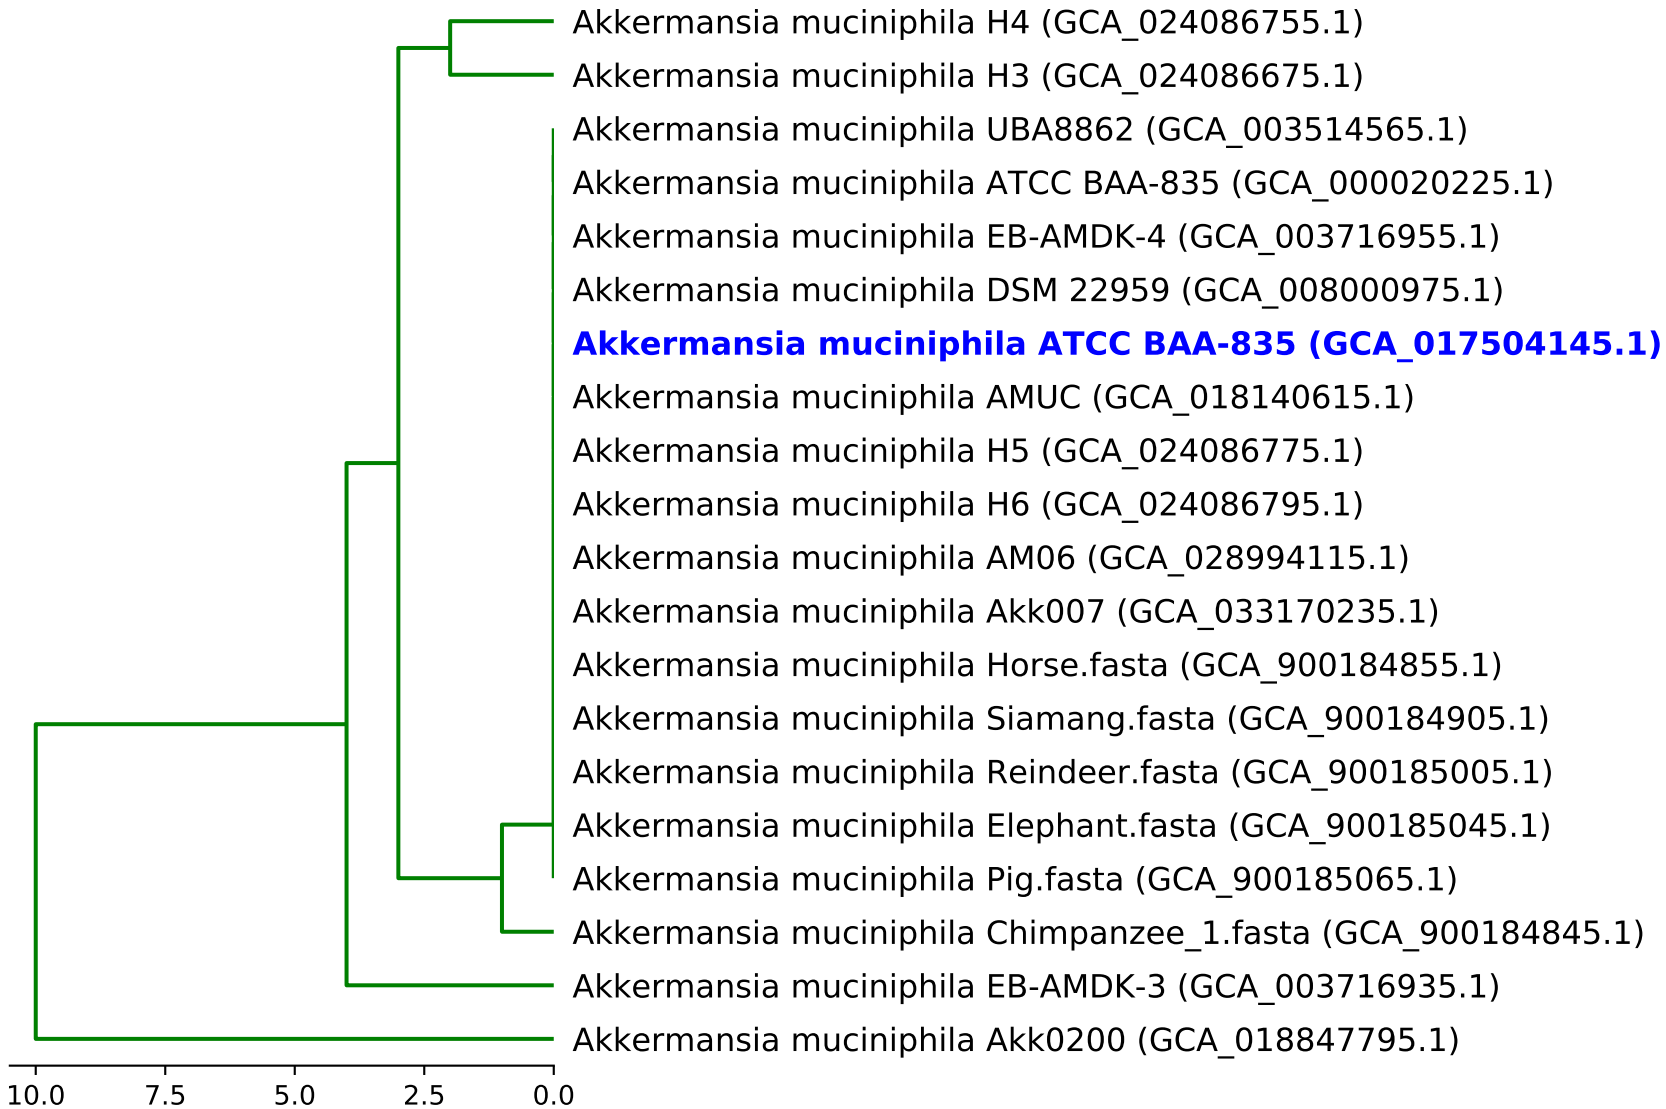 Akkermansia muciniphila H4 (GCA_024086755.1)
Akkermansia muciniphila H3 (GCA_024086675.1)
Akkermansia muciniphila UBA8862 (GCA_003514565.1)
Akkermansia muciniphila ATCC BAA-835 (GCA_000020225.1)
Akkermansia muciniphila EB-AMDK-4 (GCA_003716955.1)
Akkermansia muciniphila DSM 22959 (GCA_008000975.1)
Akkermansia muciniphila ATCC BAA-835 (GCA_017504145.1)
Akkermansia muciniphila AMUC (GCA_018140615.1)
Akkermansia muciniphila H5 (GCA_024086775.1)
Akkermansia muciniphila H6 (GCA_024086795.1)
Akkermansia muciniphila AM06 (GCA_028994115.1)
Akkermansia muciniphila Akk007 (GCA_033170235.1)
Akkermansia muciniphila Horse.fasta (GCA_900184855.1)
Akkermansia muciniphila Siamang.fasta (GCA_900184905.1)
Akkermansia muciniphila Reindeer.fasta (GCA_900185005.1)
Akkermansia muciniphila Elephant.fasta (GCA_900185045.1)
Akkermansia muciniphila Pig.fasta (GCA_900185065.1)
Akkermansia muciniphila Chimpanzee_1.fasta (GCA_900184845.1)
Akkermansia muciniphila EB-AMDK-3 (GCA_003716935.1)
Akkermansia muciniphila Akk0200 (GCA_018847795.1)
10.0 7.5 5.0 2.5 0.0